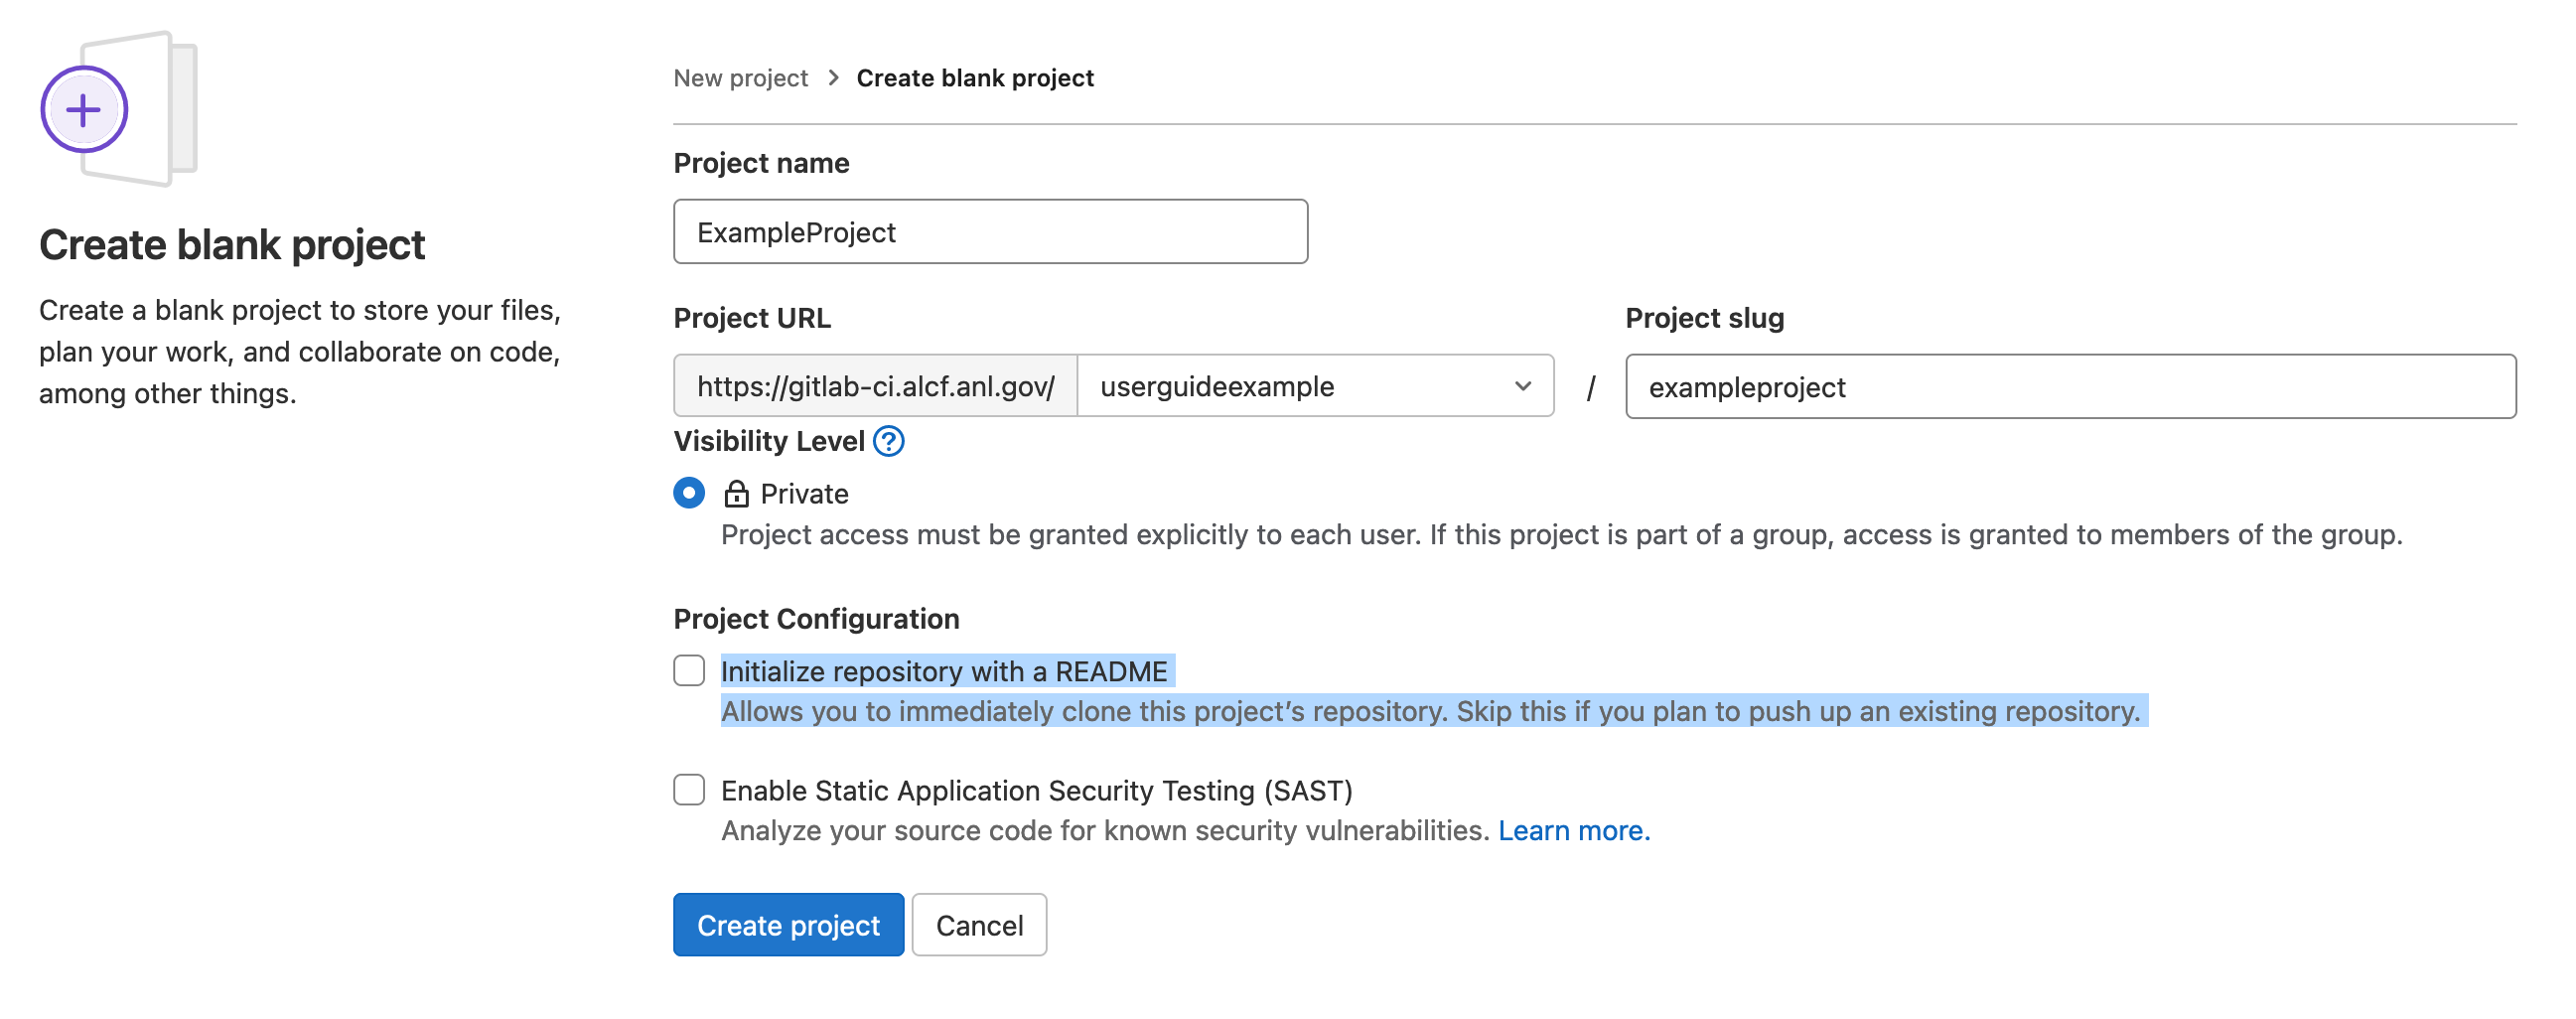 Create blank project
Create a blank project to store your files,
plan your work, and collaborate on code,
among other things.
New project > Create blank project
Project name
ExampleProject
Project URL
https://gitlab-ci.alcf.anl.gov/ userguideexample /
Project slug
exampleproject
Visibility Level
Private
Project access must be granted explicitly to each user. If this project is part of a group, access is granted to members of the group.
Project Configuration
Initialize repository with a README
Allows you to immediately clone this project’s repository. Skip this if you plan to push up an existing repository.
Enable Static Application Security Testing (SAST)
Analyze your source code for known security vulnerabilities. Learn more.
Create project Cancel